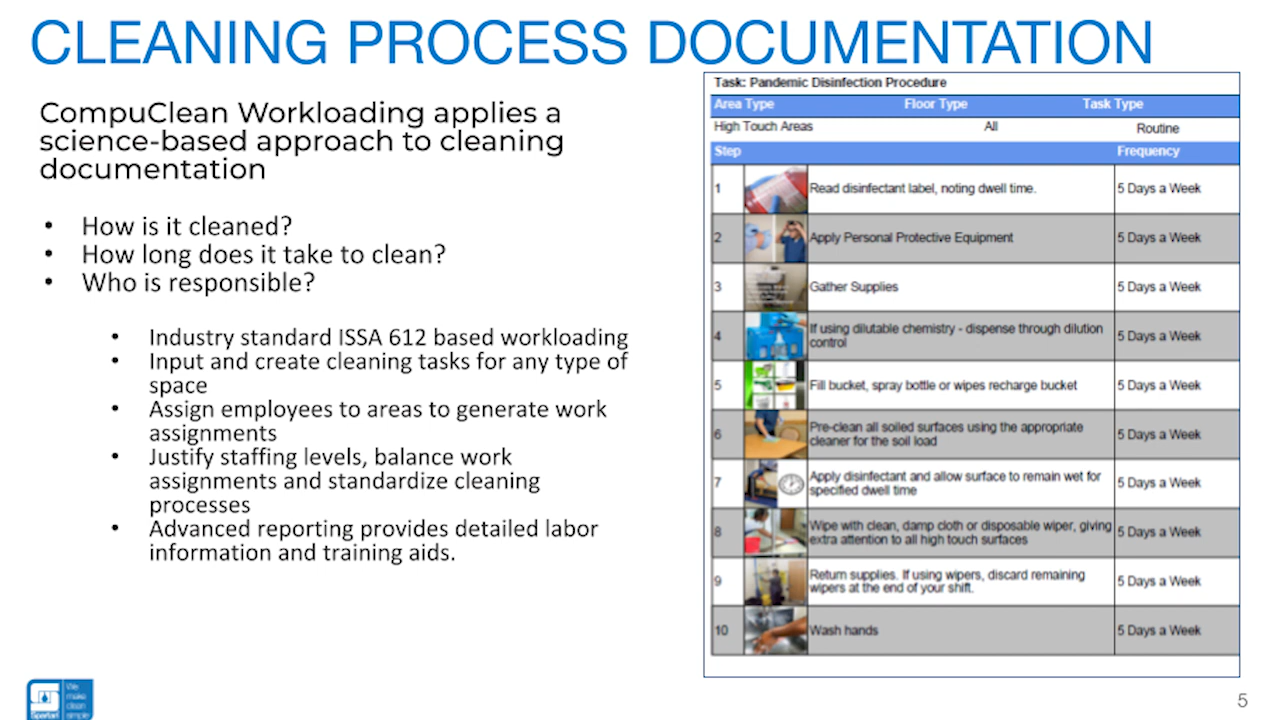 CLEANING PROCESS DOCUMENTATION
CompuClean Workloading applies a
science-based approach to cleaning
documentation
• How is it cleaned?
• How long does it take to clean?
• Who is responsible?
• Industry standard ISSA 612 based workloading
• Input and create cleaning tasks for any type of
space
• Assign employees to areas to generate work
assignments
• Justify staffing levels, balance work
assignments and standardize cleaning
processes
• Advanced reporting provides detailed labor
information and training aids.
Task: Pandemic Disinfection Procedure
Area Type Floor Type Task Type
High Touch Areas All Routine
Step Frequency
1 Read disinfectant label, noting dwell time. 5 Days a Week
2 Apply Personal Protective Equipment 5 Days a Week
3 Gather Supplies 5 Days a Week
4 If using dilutable chemistry - dispense through dilution
control 5 Days a Week
5 Fill bucket, spray bottle or wipes recharge bucket 5 Days a Week
6 Pre-clean all soiled surfaces using the appropriate
cleaner for the soil load 5 Days a Week
7 Apply disinfectant and allow surface to remain wet for
specified dwell time 5 Days a Week
8 Wipe with clean, damp cloth or disposable wiper, giving
extra attention to all high touch surfaces 5 Days a Week
9 Return supplies. If using wipers, discard remaining
wipers at the end of your shift. 5 Days a Week
10 Wash hands 5 Days a Week
Spartan
We
make
clean
simple
5